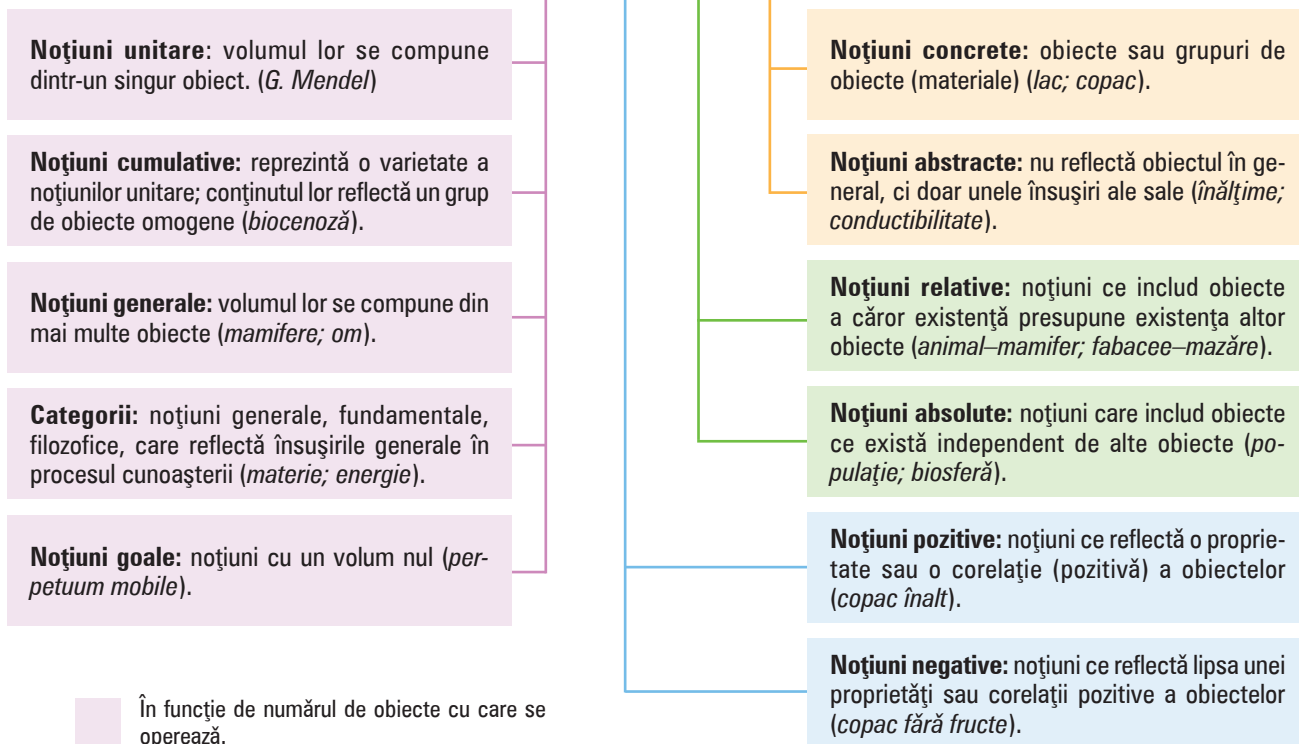 Noţiuni unitare: volumul lor se compune
dintr-un singur obiect. (G. Mendel)
Noţiuni cumulative: reprezintă o varietate a
noţiunilor unitare; conţinutul lor reflectă un grup
de obiecte omogene (biocenoză).
Noţiuni generale: volumul lor se compune din
mai multe obiecte (mamifere; om).
Categorii: noţiuni generale, fundamentale,
filozofice, care reflectă însuşirile generale în
procesul cunoaşterii (materie; energie).
Noţiuni goale: noţiuni cu un volum nul (per-
petuum mobile).
În funcţie de numărul de obiecte cu care se
operează.
Noţiuni concrete: obiecte sau grupuri de
obiecte (materiale) (lac; copac).
Noţiuni abstracte: nu reflectă obiectul în ge-
neral, ci doar unele însuşiri ale sale (înălţime;
conductibilitate).
Noţiuni relative: noţiuni ce includ obiecte
a căror existenţă presupune existenţa altor
obiecte (animal–mamifer; fabacee–mazăre).
Noţiuni absolute: noţiuni care includ obiecte
ce există independent de alte obiecte (po-
pulaţie; biosferă).
Noţiuni pozitive: noţiuni ce reflectă o proprie-
tate sau o corelaţie (pozitivă) a obiectelor
(copac înalt).
Noţiuni negative: noţiuni ce reflectă lipsa unei
proprietăţi sau corelaţii pozitive a obiectelor
(copac fără fructe).